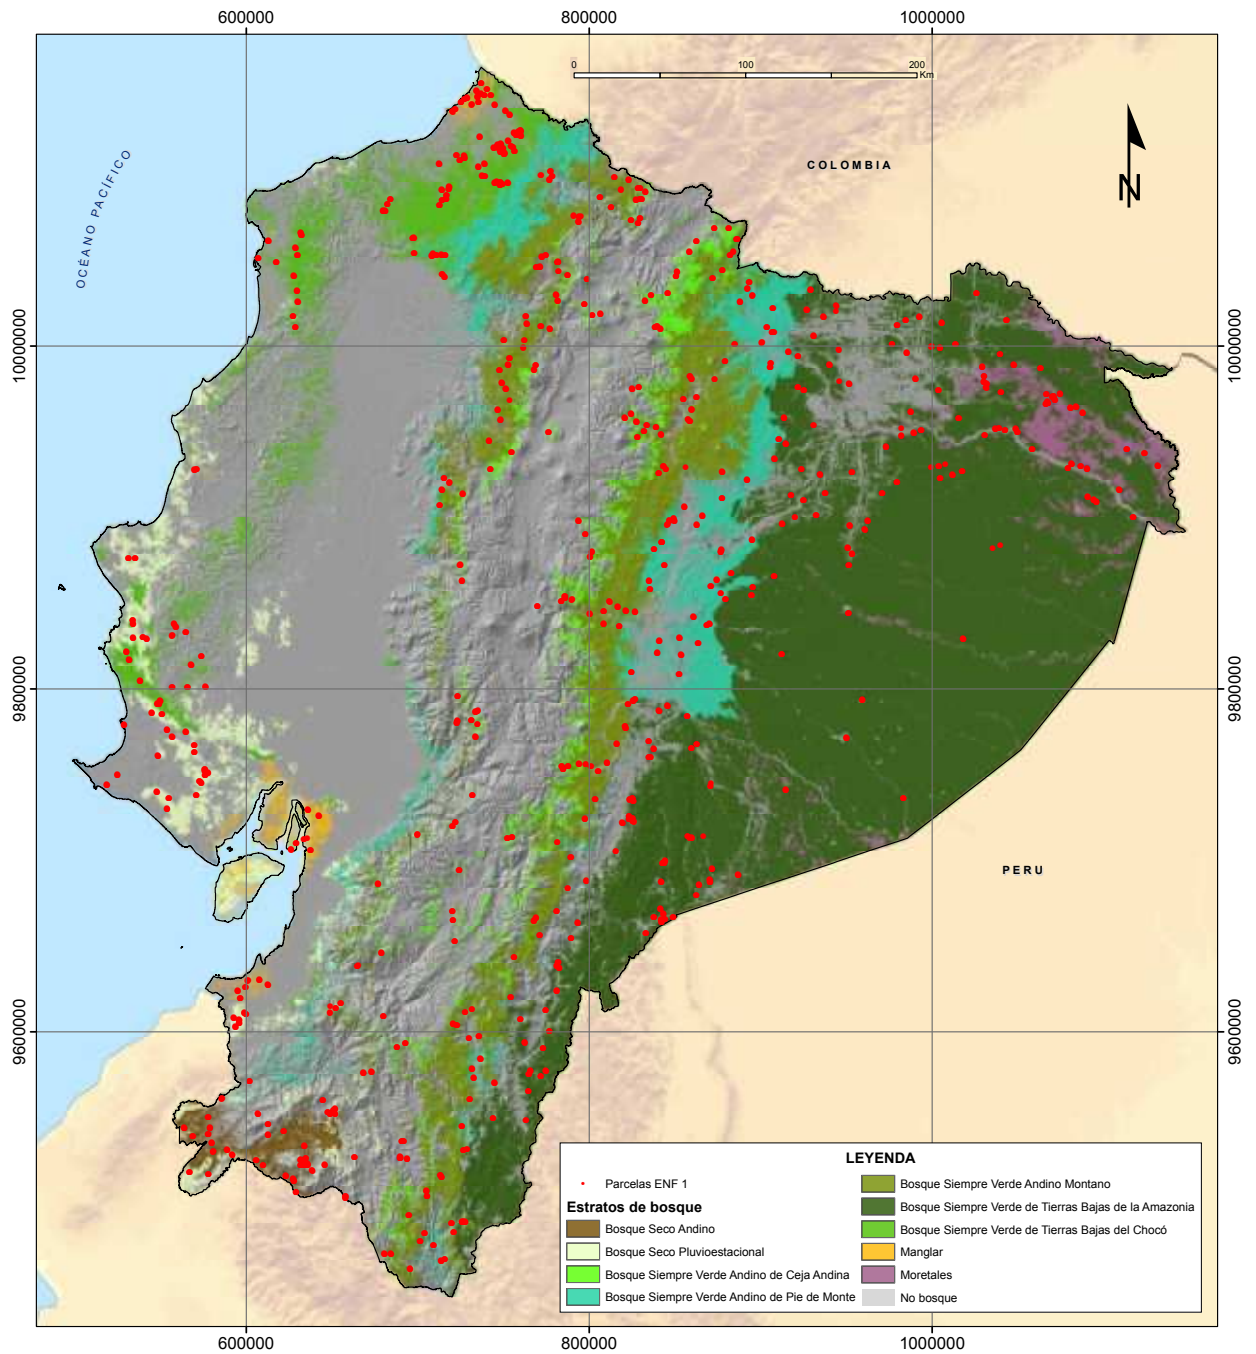 600000
800000
1000000
0
100
200
Km
COLOMBIA
N
OCÉANO PACÍFICO
10000000
10000000
9800000
9800000
PERU
9600000
9600000
LEYENDA
Parcelas ENF 1
Estratos de bosque
Bosque Seco Andino
Bosque Seco Pluvioestacional
Bosque Siempre Verde Andino de Ceja Andina
Bosque Siempre Verde Andino de Pie de Monte
Bosque Siempre Verde Andino Montano
Bosque Siempre Verde de Tierras Bajas de la Amazonia
Bosque Siempre Verde de Tierras Bajas del Chocó
Manglar
Moretales
No bosque
600000
800000
1000000